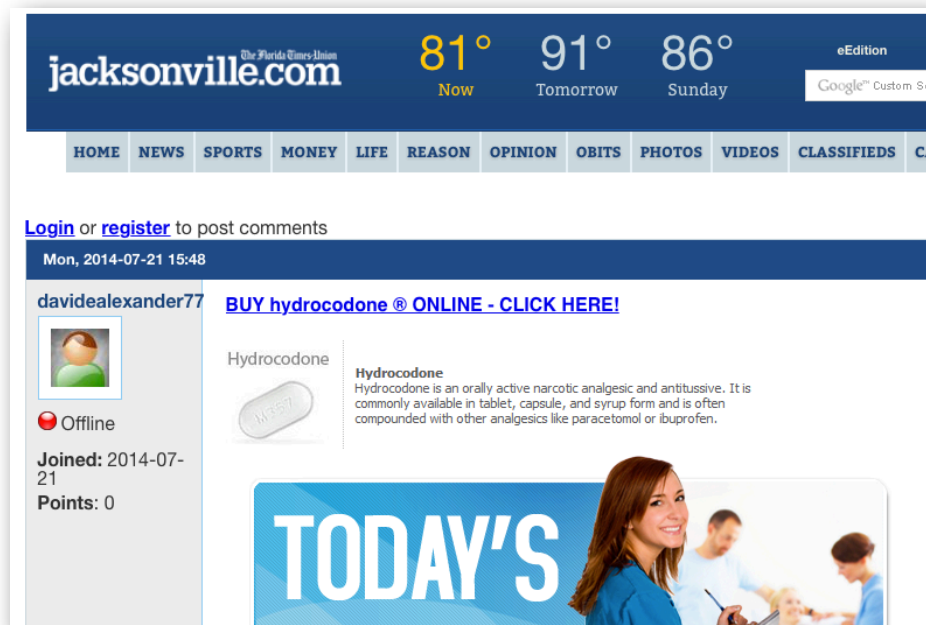 The Florida Times-Union
jacksonville.com
81° 91° 86°
Now Tomorrow Sunday
eEdition
Google™ Custom
HOME NEWS SPORTS MONEY LIFE REASON OPINION OBITS PHOTOS VIDEOS CLASSIFIEDS
Login or register to post comments
Mon, 2014-07-21 15:48
davidealexander77
BUY hydrocodone ® ONLINE - CLICK HERE!
Hydrocodone
Hydrocodone
Hydrocodone is an orally active narcotic analgesic and antitussive. It is
commonly available in tablet, capsule, and syrup form and is often
compounded with other analgesics like paracetomol or ibuprofen.
M357
Offline
Joined: 2014-07-
21
Points: 0
TODAY'S